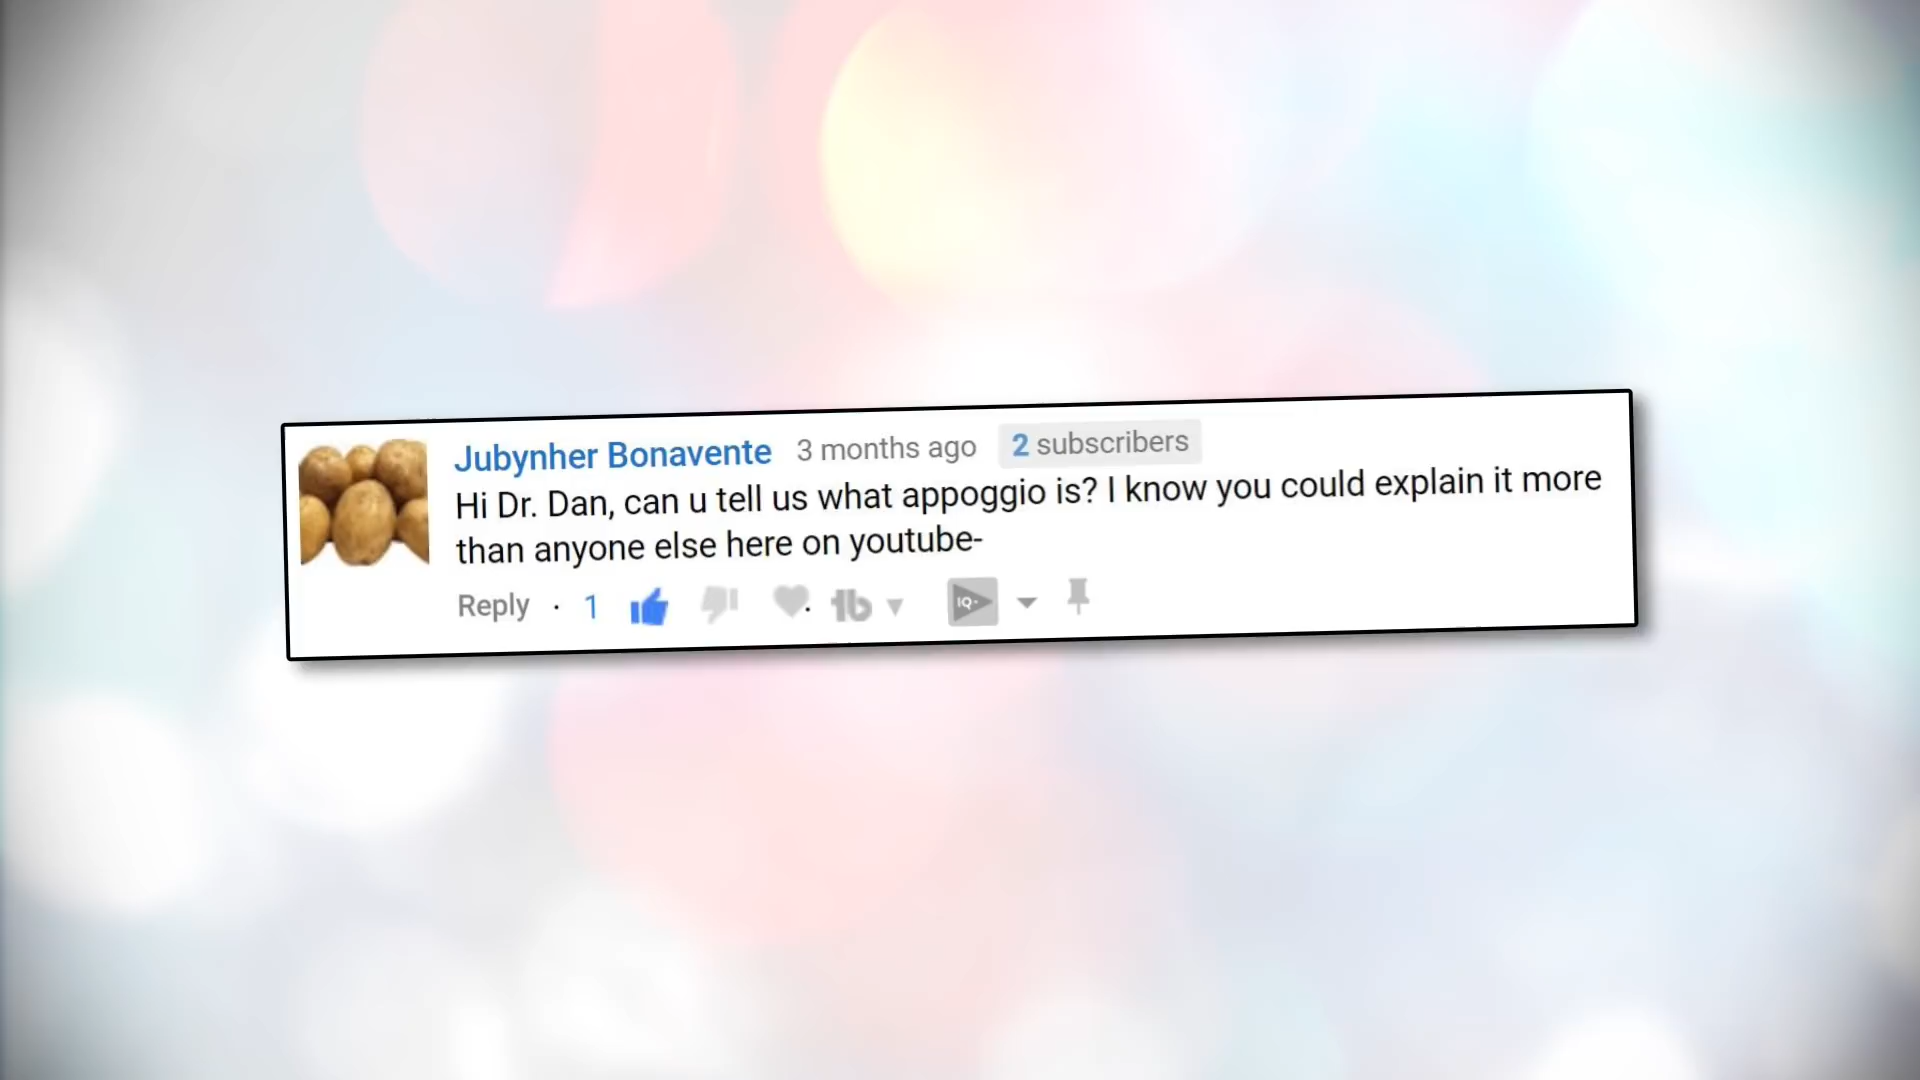 Jubynher Bonavente 3 months ago 2 subscribers
Hi Dr. Dan, can u tell us what appoggio is? I know you could explain it more
than anyone else here on youtube-
Reply · 1
IQ